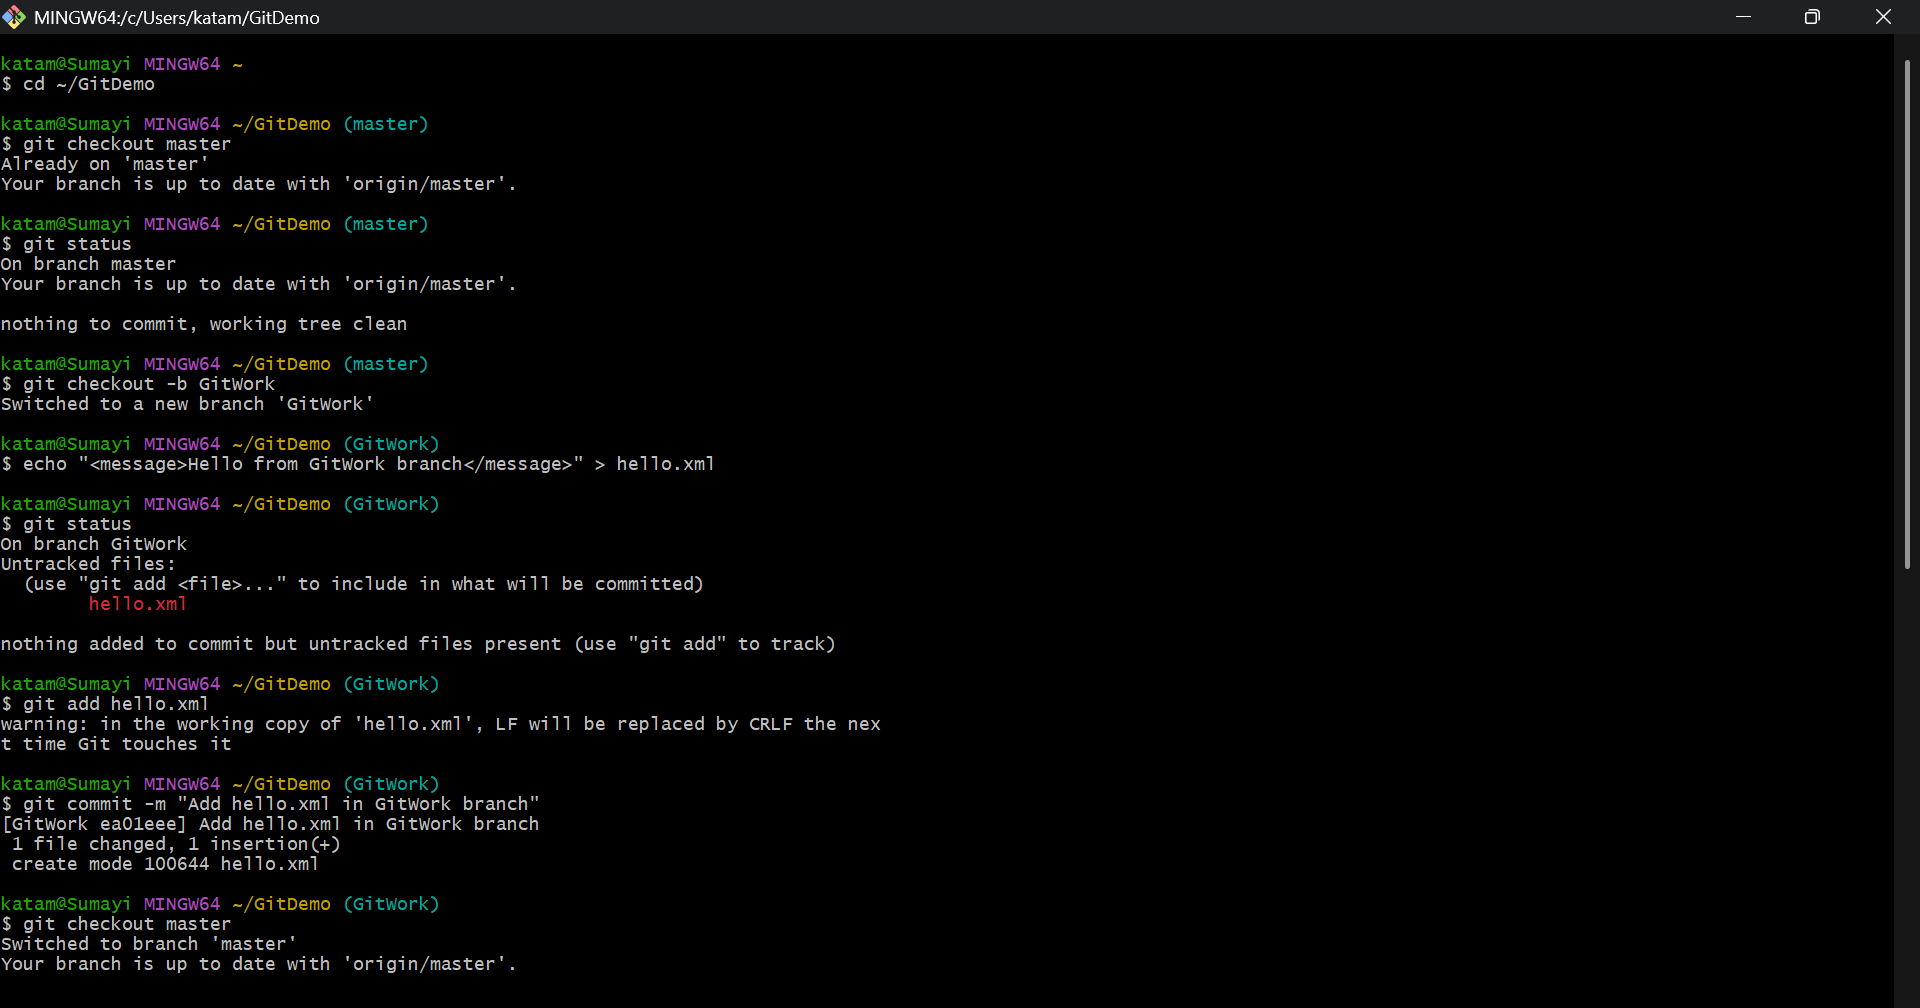 MINGW64:/c/Users/katam/GitDemo
katam@Sumayi MINGW64 ~
$ cd ~/GitDemo
katam@Sumayi MINGW64 ~/GitDemo (master)
$ git checkout master
Already on 'master'
Your branch is up to date with 'origin/master'.
katam@Sumayi MINGW64 ~/GitDemo (master)
$ git status
On branch master
Your branch is up to date with 'origin/master'.
nothing to commit, working tree clean
katam@Sumayi MINGW64 ~/GitDemo (master)
$ git checkout -b GitWork
Switched to a new branch 'GitWork'
katam@Sumayi MINGW64 ~/GitDemo (GitWork)
$ echo "<message>Hello from GitWork branch</message>" > hello.xml
katam@Sumayi MINGW64 ~/GitDemo (GitWork)
$ git status
On branch GitWork
Untracked files:
  (use "git add <file>..." to include in what will be committed)
        hello.xml
nothing added to commit but untracked files present (use "git add" to track)
katam@Sumayi MINGW64 ~/GitDemo (GitWork)
$ git add hello.xml
warning: in the working copy of 'hello.xml', LF will be replaced by CRLF the nex
t time Git touches it
katam@Sumayi MINGW64 ~/GitDemo (GitWork)
$ git commit -m "Add hello.xml in GitWork branch"
[GitWork ea01eee] Add hello.xml in GitWork branch
 1 file changed, 1 insertion(+)
 create mode 100644 hello.xml
katam@Sumayi MINGW64 ~/GitDemo (GitWork)
$ git checkout master
Switched to branch 'master'
Your branch is up to date with 'origin/master'.